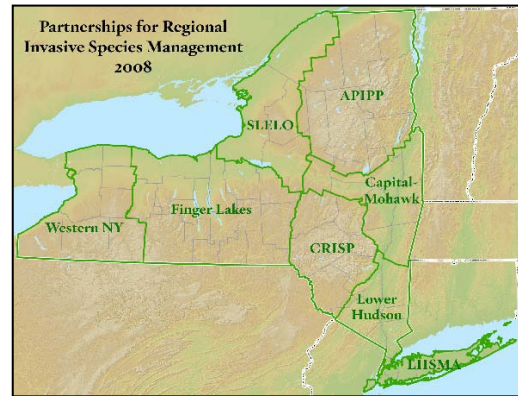 Partnerships for Regional
Invasive Species Management
2008
APIPP
SLELO
Capital-
Mohawk
Finger Lakes
Western NY
CRISP
Lower
Hudson
LIISMA